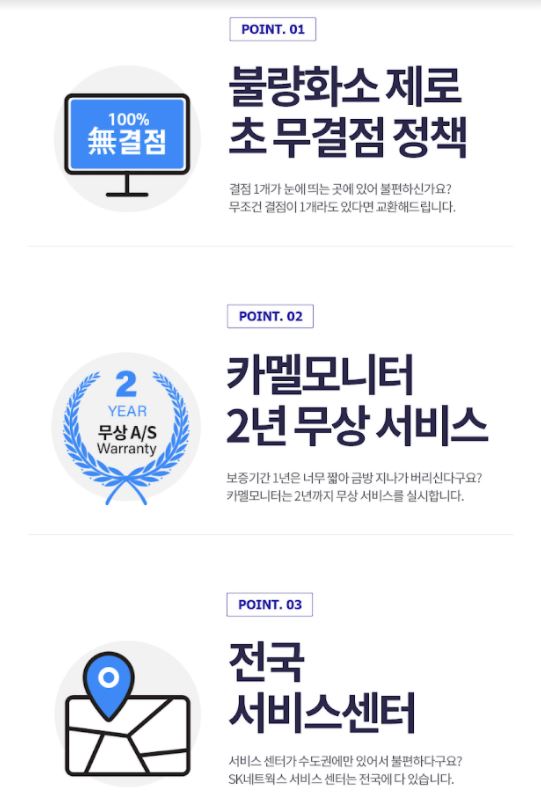 POINT. 01
100%
無결점
불량화소 제로
초 무결점 정책
결점 1개가 눈에 띄는 곳에 있어 불편하신가요?
무조건 결점이 1개라도 있다면 교환해드립니다.
POINT. 02
2
YEAR
무상 A/S
Warranty
카멜모니터
2년 무상 서비스
보증기간 1년은 너무 짧아 금방 지나가 버리신다구요?
카멜모니터는 2년까지 무상 서비스를 실시합니다.
POINT. 03
전국
서비스센터
서비스 센터가 수도권에만 있어서 불편하다구요?
SK네트웍스 서비스 센터는 전국에 다 있습니다.